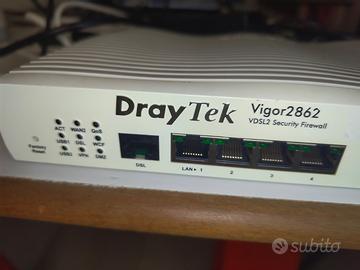 DrayTek Vigor2862
VDSL2 Security Firewall
ACT WAN2 QoS
USB1 DSL WCF
USB2 VPN DMZ
Factory
Reset
DSL
LAN 1 2 3 4
subito